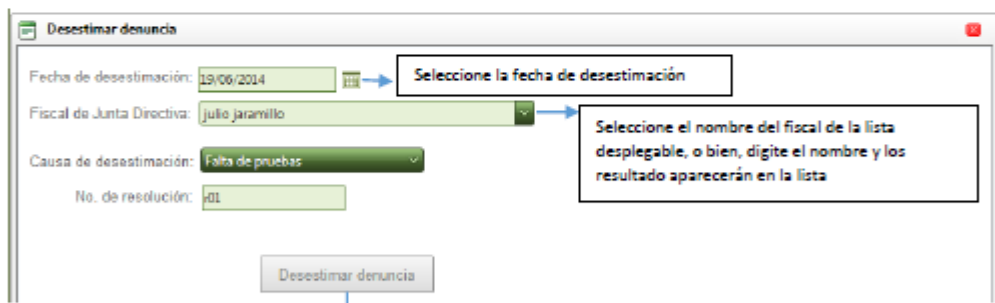 Desestimar denuncia
Fecha de desestimación: 19/06/2014
Seleccione la fecha de desestimación
Fiscal de Junta Directiva: julio jaramillo
Seleccione el nombre del fiscal de la lista
desplegable, o bien, digite el nombre y los
resultado aparecerán en la lista
Causa de desestimación: Falta de pruebas
No. de resolución: r01
Desestimar denuncia